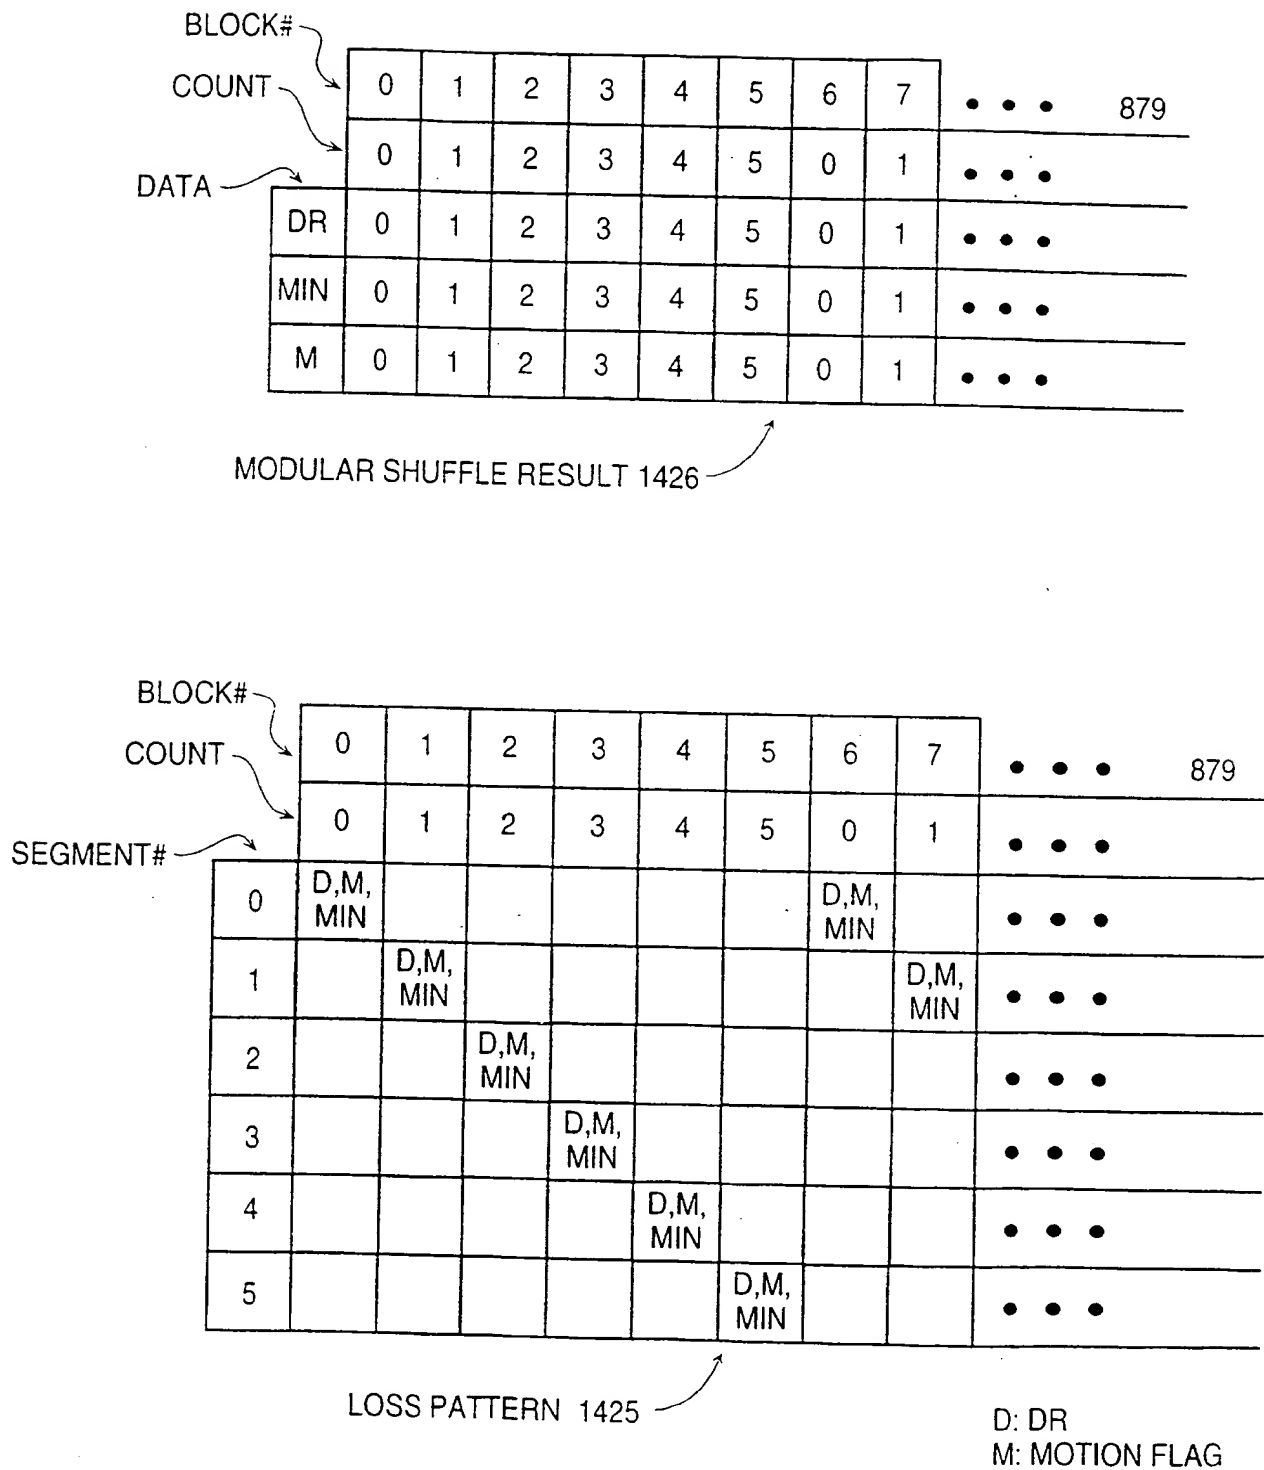 BLOCK# 0 1 2 3 4 5 6 7 • • • 879
COUNT 0 1 2 3 4 5 0 1 • • •
DATA
DR 0 1 2 3 4 5 0 1 • • •
MIN 0 1 2 3 4 5 0 1 • • •
M 0 1 2 3 4 5 0 1 • • •
MODULAR SHUFFLE RESULT 1426
BLOCK# 0 1 2 3 4 5 6 7 • • • 879
COUNT 0 1 2 3 4 5 0 1 • • •
SEGMENT#
0 D,M, MIN D,M, MIN • • •
1 D,M, MIN D,M, MIN • • •
2 D,M, MIN • • •
3 D,M, MIN • • •
4 D,M, MIN • • •
5 D,M, MIN • • •
LOSS PATTERN 1425
D: DR
M: MOTION FLAG